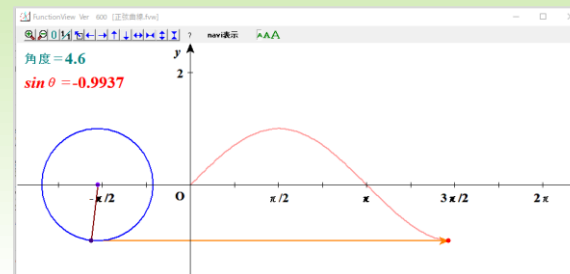 FunctionView Ver 600 [正弦曲線.fvw]
? navi表示 AAA
角度=4.6
sin θ =-0.9937
y
2
-π/2 O π/2 π 3π/2 2π